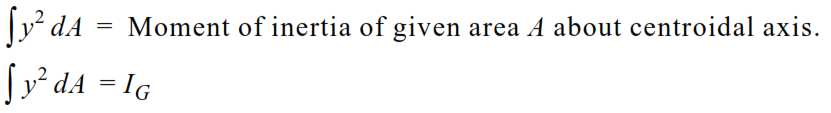 ∫y² dA = Moment of inertia of given area A about centroidal axis.
∫y² dA = I_G